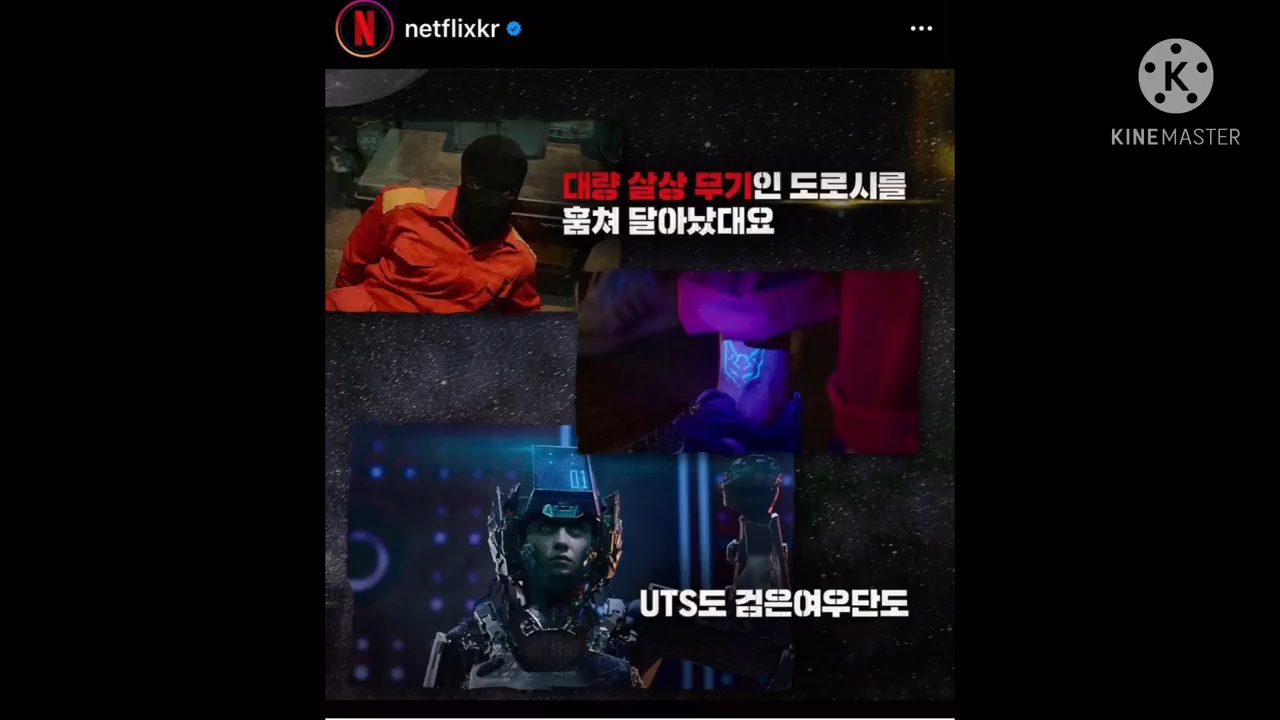 netflixkr
K
KINEMASTER
대량 살상 무기인 도로시를
훔쳐 달아났대요
01
UTS도 검은여우단도